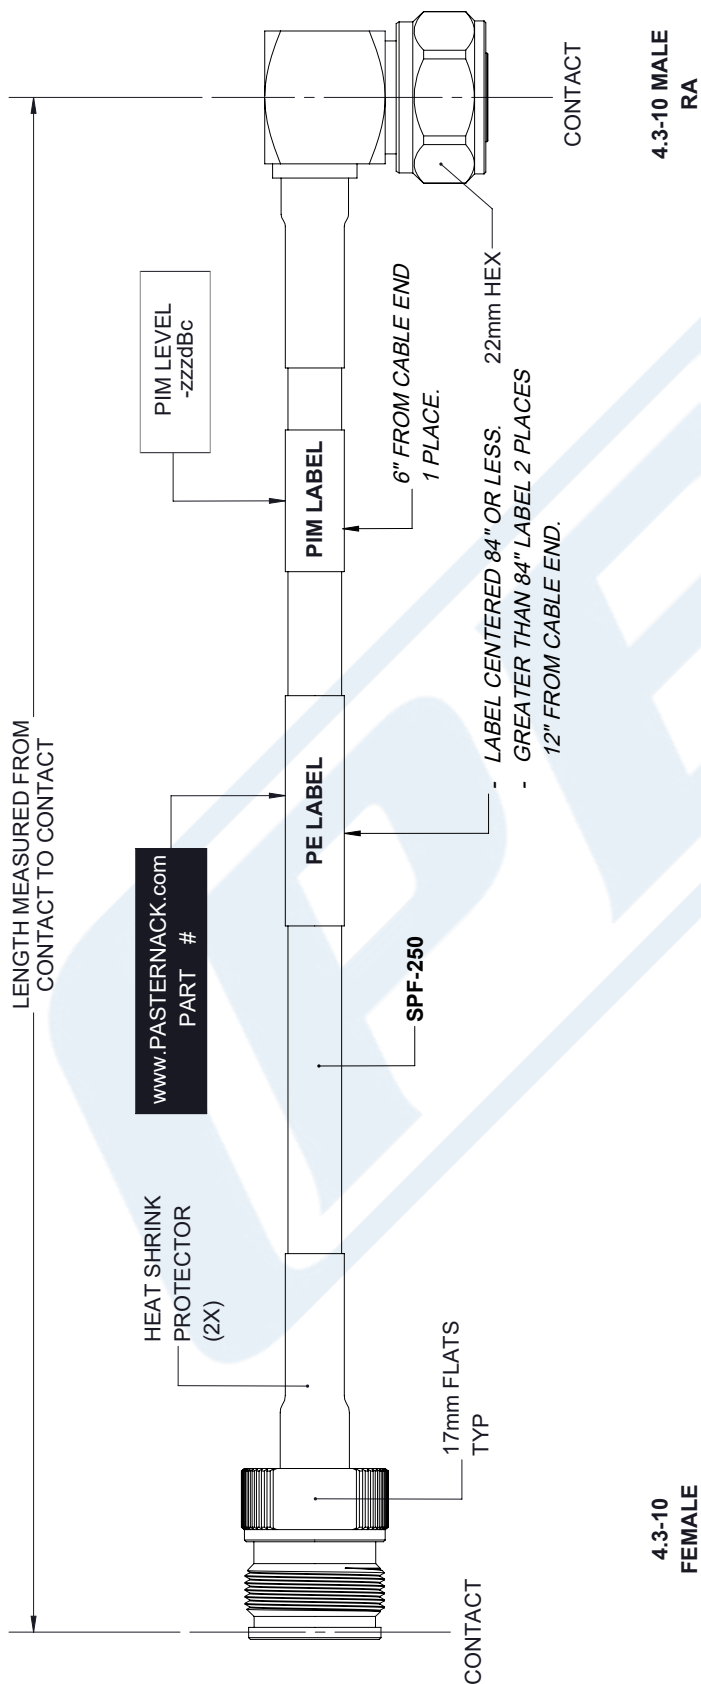 LENGTH MEASURED FROM
CONTACT TO CONTACT
HEAT SHRINK
PROTECTOR
(2X)
www.PASTERNACK.com
PART #
PIM LEVEL
-zzzdBc
PE LABEL
PIM LABEL
CONTACT
17mm FLATS
TYP
SPF-250
- LABEL CENTERED 84" OR LESS.
- GREATER THAN 84" LABEL 2 PLACES
12" FROM CABLE END.
6" FROM CABLE END
1 PLACE.
22mm HEX
CONTACT
4.3-10
FEMALE
4.3-10 MALE
RA